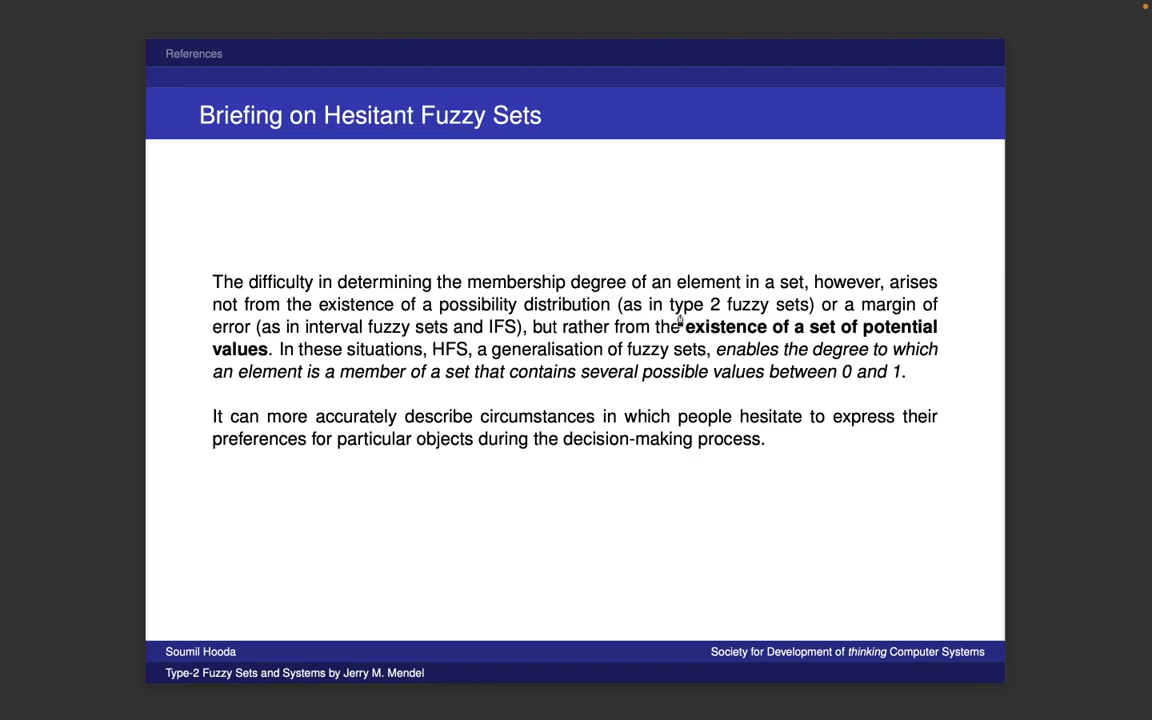 References
Briefing on Hesitant Fuzzy Sets
The difficulty in determining the membership degree of an element in a set, however, arises
not from the existence of a possibility distribution (as in type 2 fuzzy sets) or a margin of
error (as in interval fuzzy sets and IFS), but rather from the existence of a set of potential
values. In these situations, HFS, a generalisation of fuzzy sets, enables the degree to which
an element is a member of a set that contains several possible values between 0 and 1.
It can more accurately describe circumstances in which people hesitate to express their
preferences for particular objects during the decision-making process.
Soumil Hooda
Society for Development of thinking Computer Systems
Type-2 Fuzzy Sets and Systems by Jerry M. Mendel